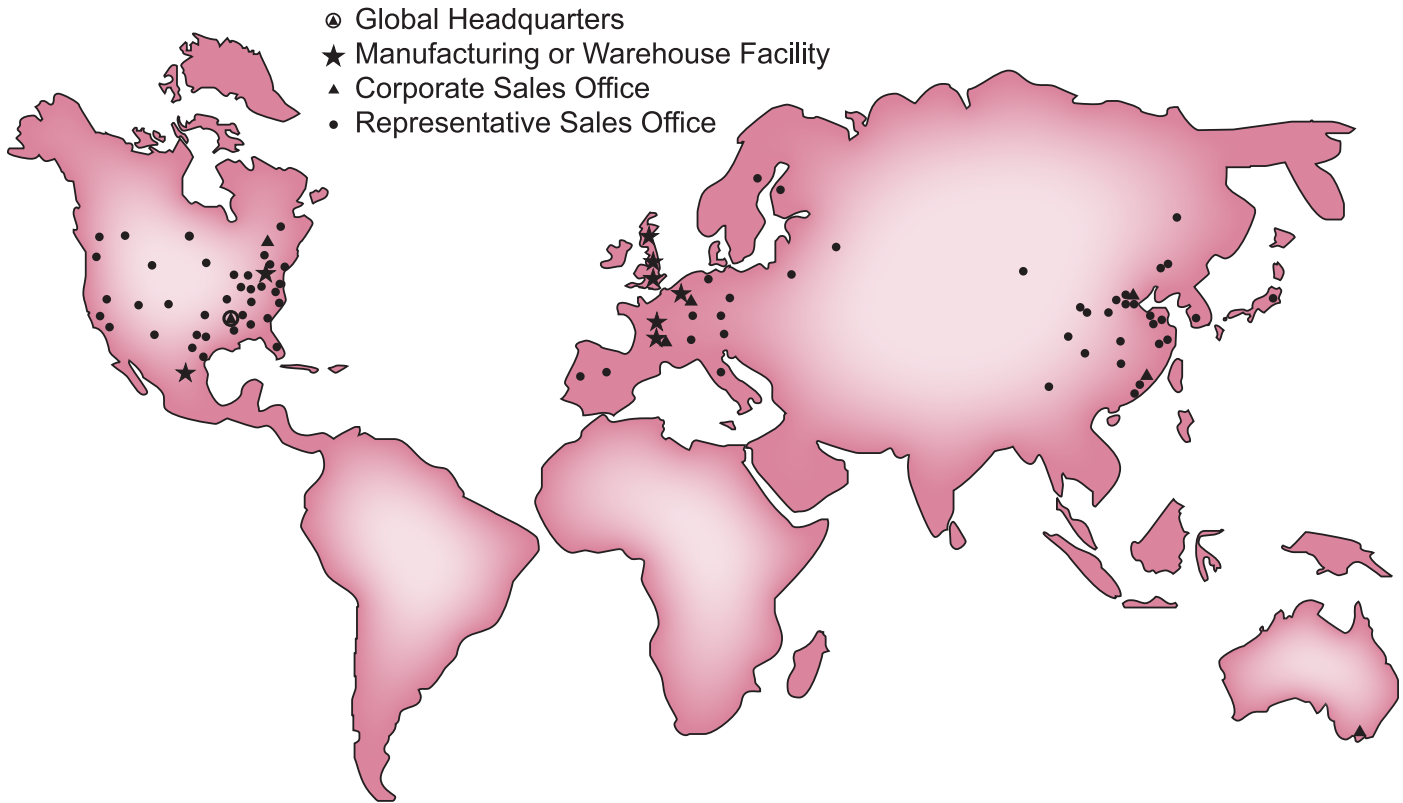 Global Headquarters
Manufacturing or Warehouse Facility
Corporate Sales Office
Representative Sales Office